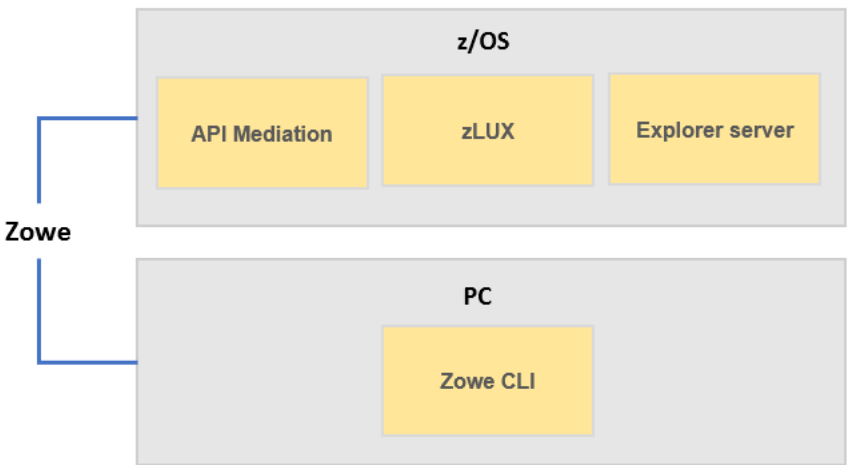 z/OS
API Mediation
zLUX
Explorer server
Zowe
PC
Zowe CLI